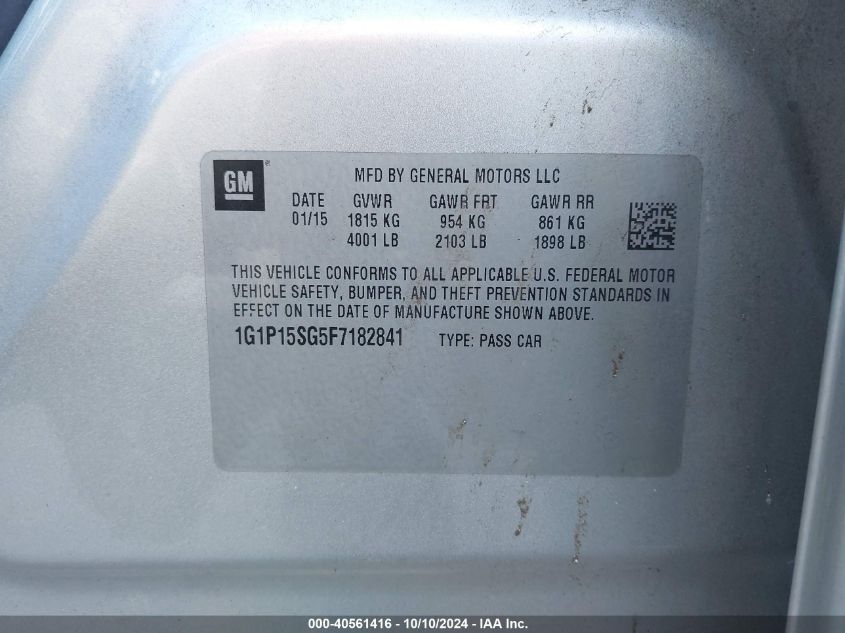 GM
MFD BY GENERAL MOTORS LLC
DATE GVWR GAWR FRT GAWR RR
01/15 1815 KG 954 KG 861 KG
4001 LB 2103 LB 1898 LB
THIS VEHICLE CONFORMS TO ALL APPLICABLE U.S. FEDERAL MOTOR
VEHICLE SAFETY, BUMPER, AND THEFT PREVENTION STANDARDS IN
EFFECT ON THE DATE OF MANUFACTURE SHOWN ABOVE.
1G1P15SG5F7182841 TYPE: PASS CAR
000-40561416 - 10/10/2024 - IAA Inc.